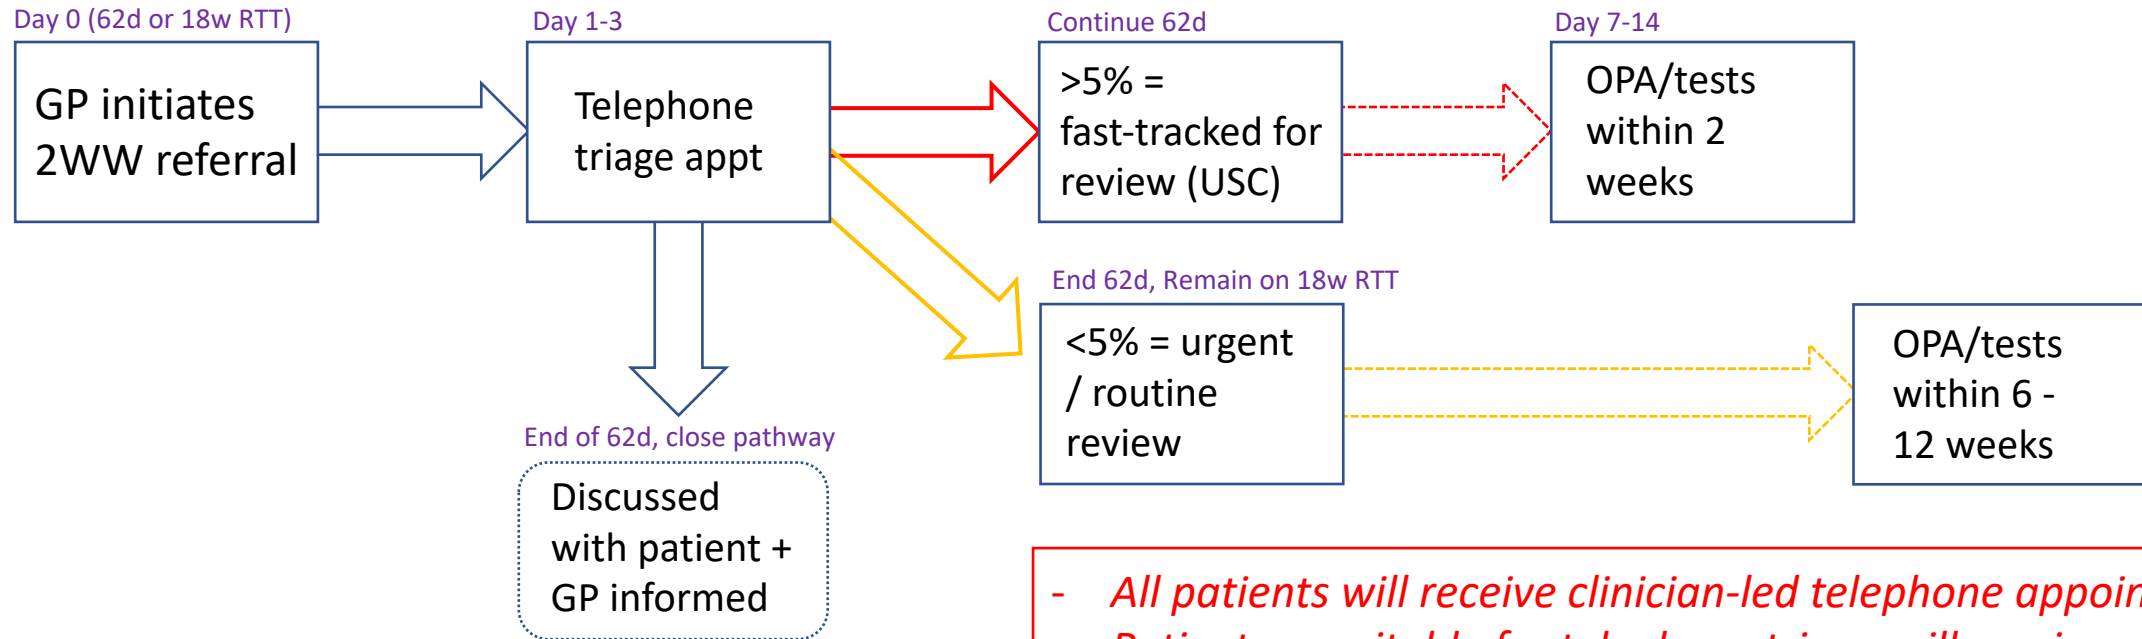 Day 0 (62d or 18w RTT)
GP initiates
2WW referral
Day 1-3
Telephone
triage appt
Continue 62d
>5% =
fast-tracked for
review (USC)
Day 7-14
OPA/tests
within 2
weeks
End 62d, Remain on 18w RTT
<5% = urgent
/ routine
review
OPA/tests
within 6 -
12 weeks
End of 62d, close pathway
Discussed
with patient +
GP informed
- All patients will receive clinician-led telephone appoin